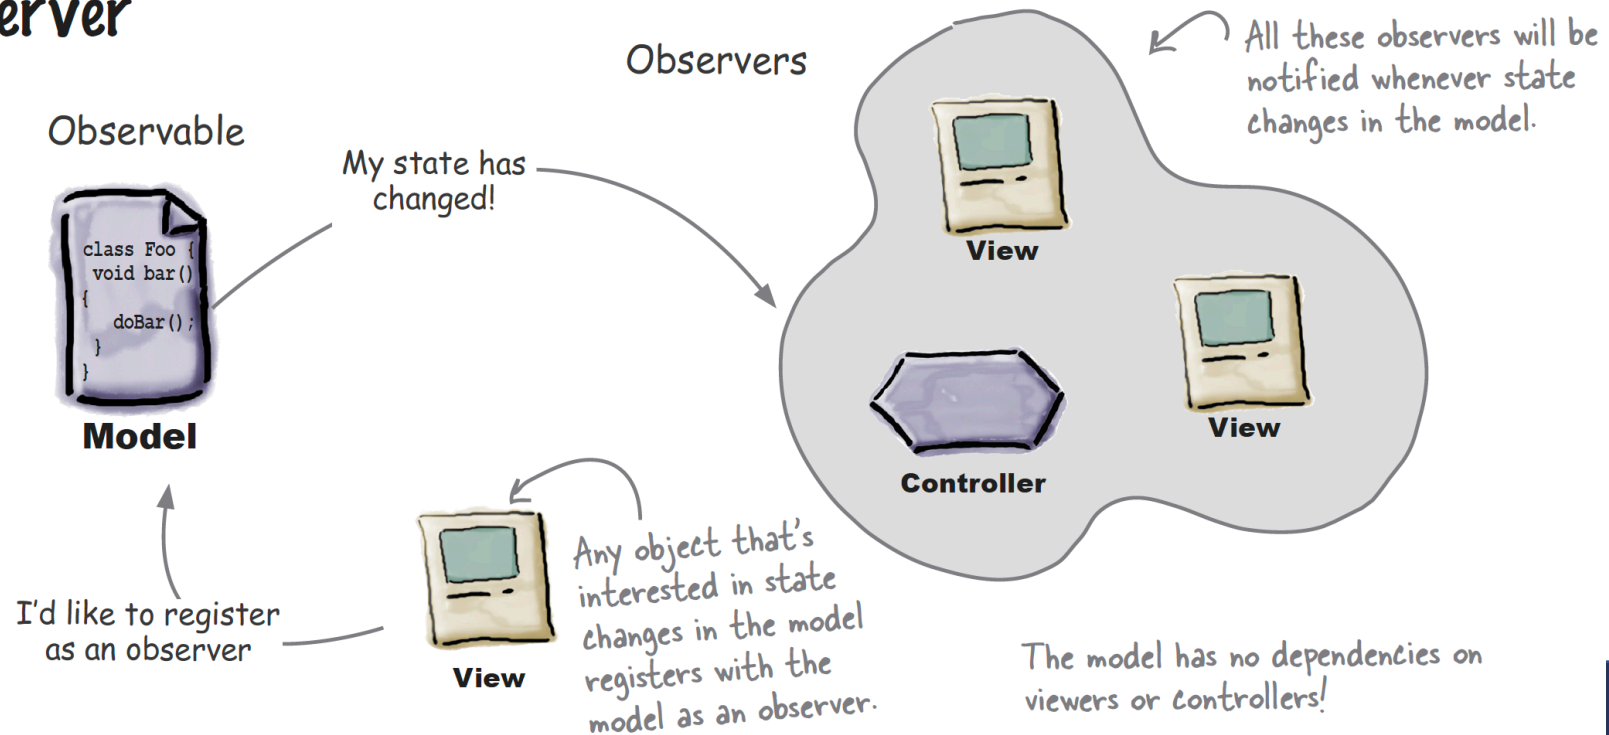 erver
Observable
class Foo {
void bar()
{
doBar();
}
}
Model
My state has
changed!
Observers
View
View
Controller
All these observers will be
notified whenever state
changes in the model.
I'd like to register
as an observer
View
Any object that's
interested in state
changes in the model
registers with the
model as an observer.
The model has no dependencies on
viewers or controllers!